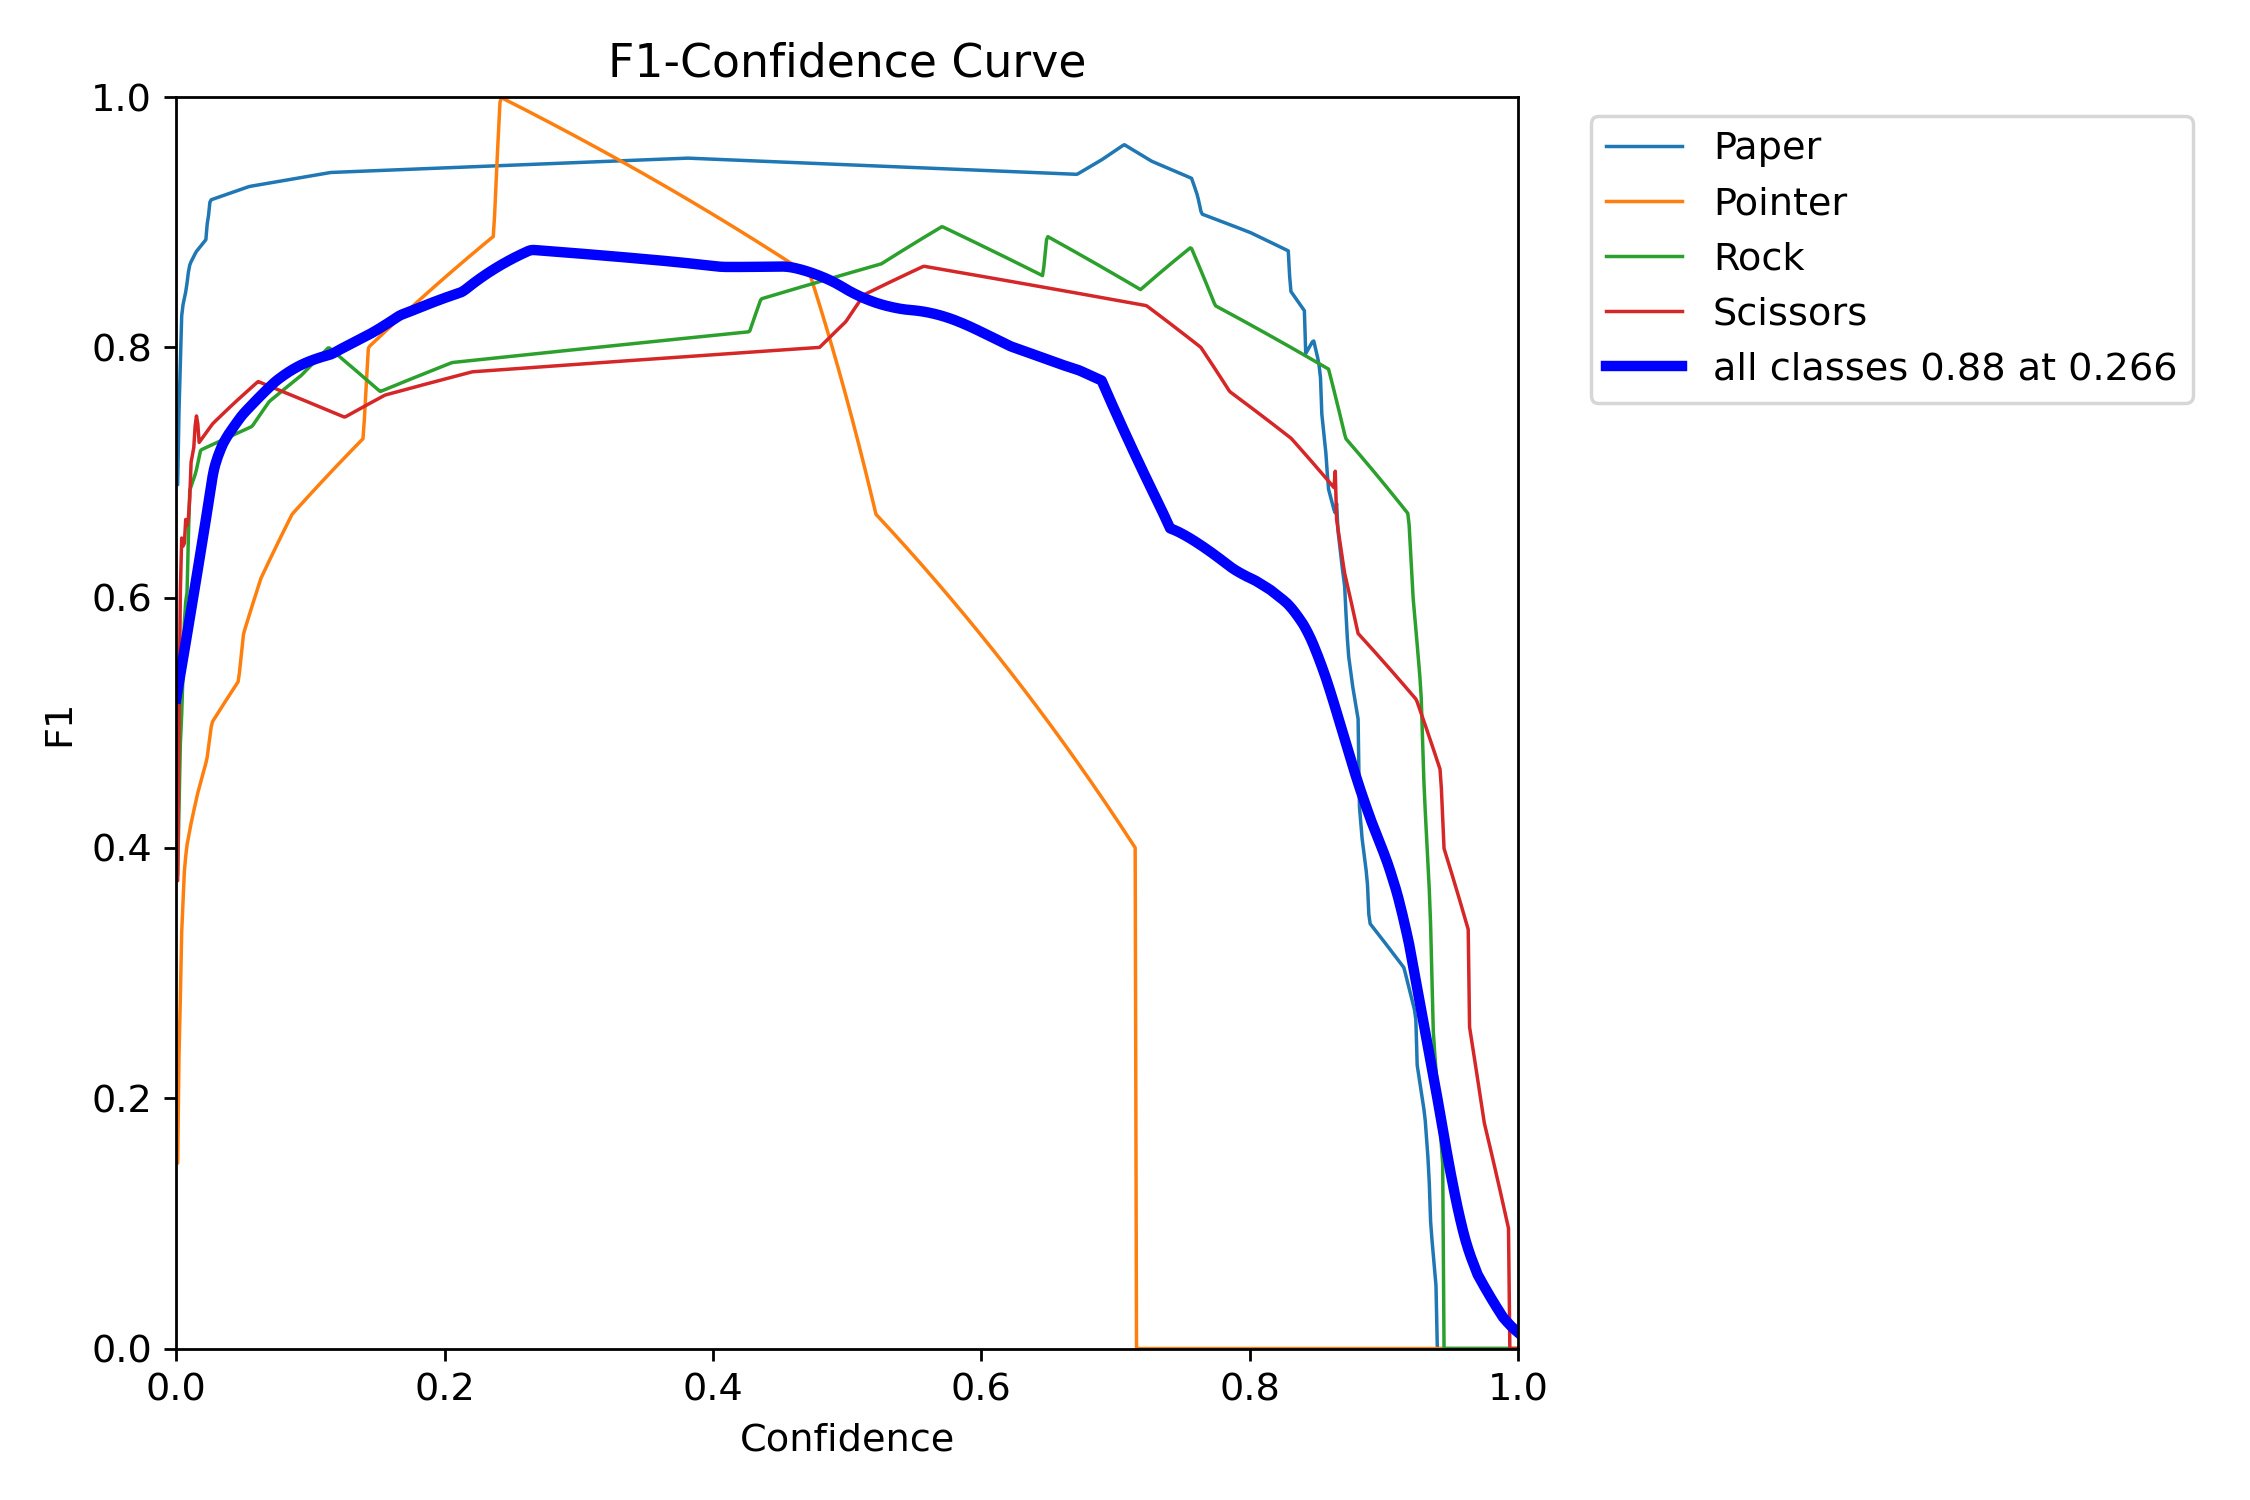 F1-Confidence Curve
1.0
0.8
0.6
0.4
0.2
0.0
F1
0.0 0.2 0.4 0.6 0.8 1.0
Confidence
Paper
Pointer
Rock
Scissors
all classes 0.88 at 0.266